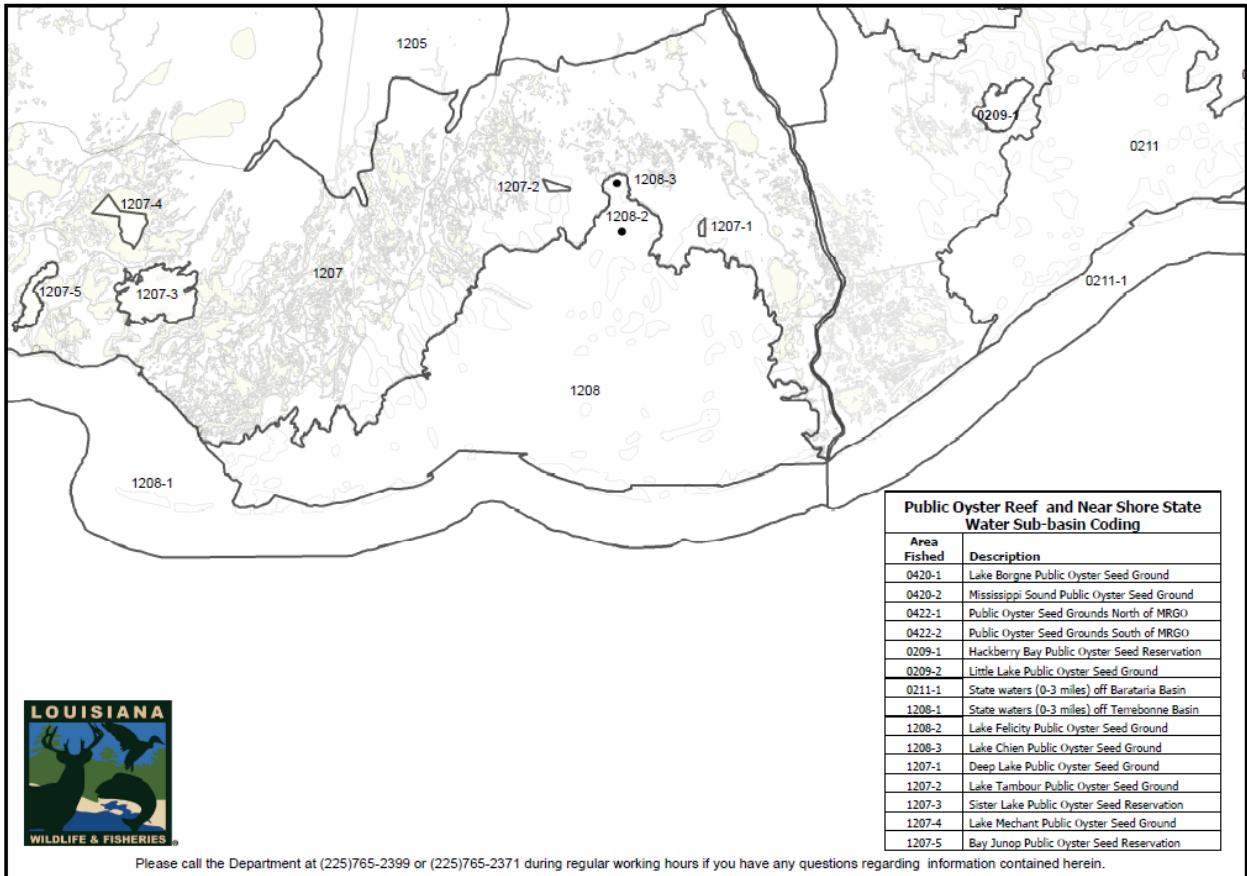 1205
0209-1
0211
1207-2
1208-3
1207-4
1208-2
1207-1
1207
0211-1
1207-5
1207-3
1208
1208-1
Public Oyster Reef and Near Shore State
Water Sub-basin Coding
Area
Fished Description
0420-1 Lake Borgne Public Oyster Seed Ground
0420-2 Mississippi Sound Public Oyster Seed Ground
0422-1 Public Oyster Seed Grounds North of MRGO
0422-2 Public Oyster Seed Grounds South of MRGO
0209-1 Hackberry Bay Public Oyster Seed Reservation
0209-2 Little Lake Public Oyster Seed Ground
0211-1 State waters (0-3 miles) off Barataria Basin
1208-1 State waters (0-3 miles) off Terrebonne Basin
1208-2 Lake Felicity Public Oyster Seed Ground
1208-3 Lake Chien Public Oyster Seed Ground
1207-1 Deep Lake Public Oyster Seed Ground
1207-2 Lake Tambour Public Oyster Seed Ground
1207-3 Sister Lake Public Oyster Seed Reservation
1207-4 Lake Mechant Public Oyster Seed Ground
1207-5 Bay Junop Public Oyster Seed Reservation
LOUISIANA
WILDLIFE & FISHERIES
Please call the Department at (225)765-2399 or (225)765-2371 during regular working hours if you have any questions regarding information contained herein.